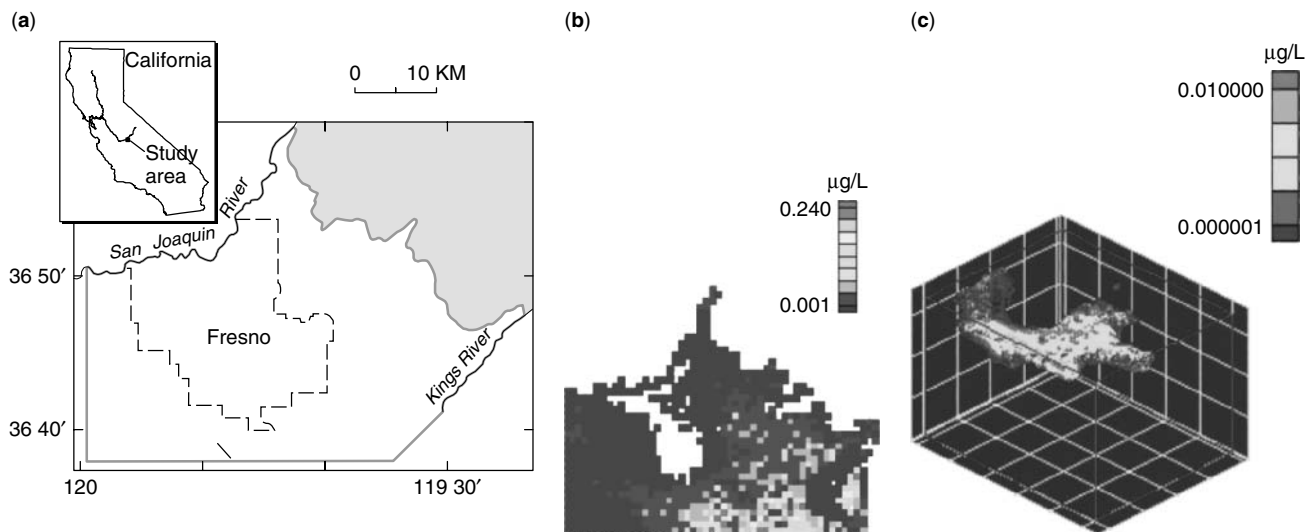 (a)
California
Study
area
0 10 KM
San Joaquin River
Fresno
Kings River
36 50′
36 40′
120
119 30′
(b)
µg/L
0.240
0.001
(c)
µg/L
0.010000
0.000001